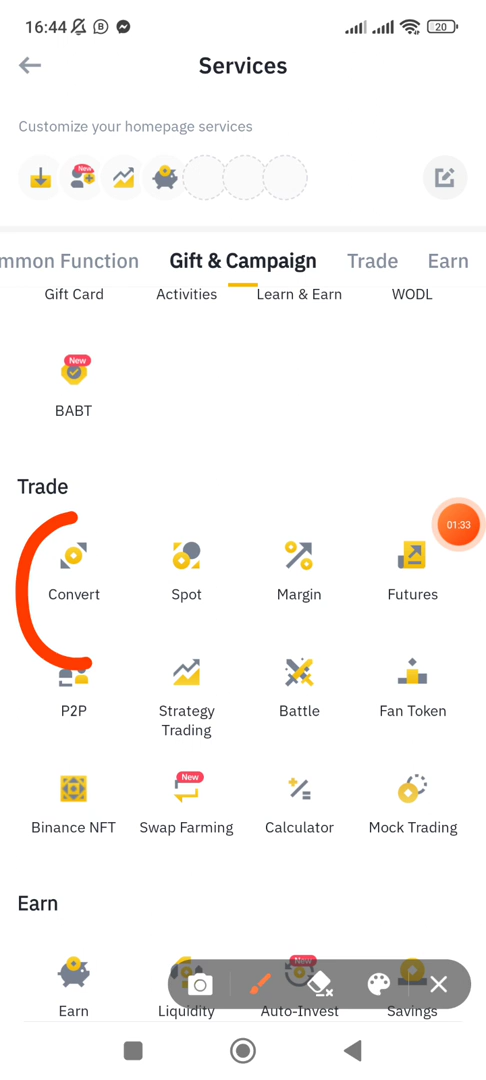 16:44 B 20
Services
Customize your homepage services
New
mmon Function Gift & Campaign Trade Earn
Gift Card Activities Learn & Earn WODL
New
BABT
Trade
01:33
Convert Spot Margin Futures
P2P Strategy Trading Battle Fan Token
New
Binance NFT Swap Farming Calculator Mock Trading
Earn
New
Earn Liquidity Auto-Invest Savings